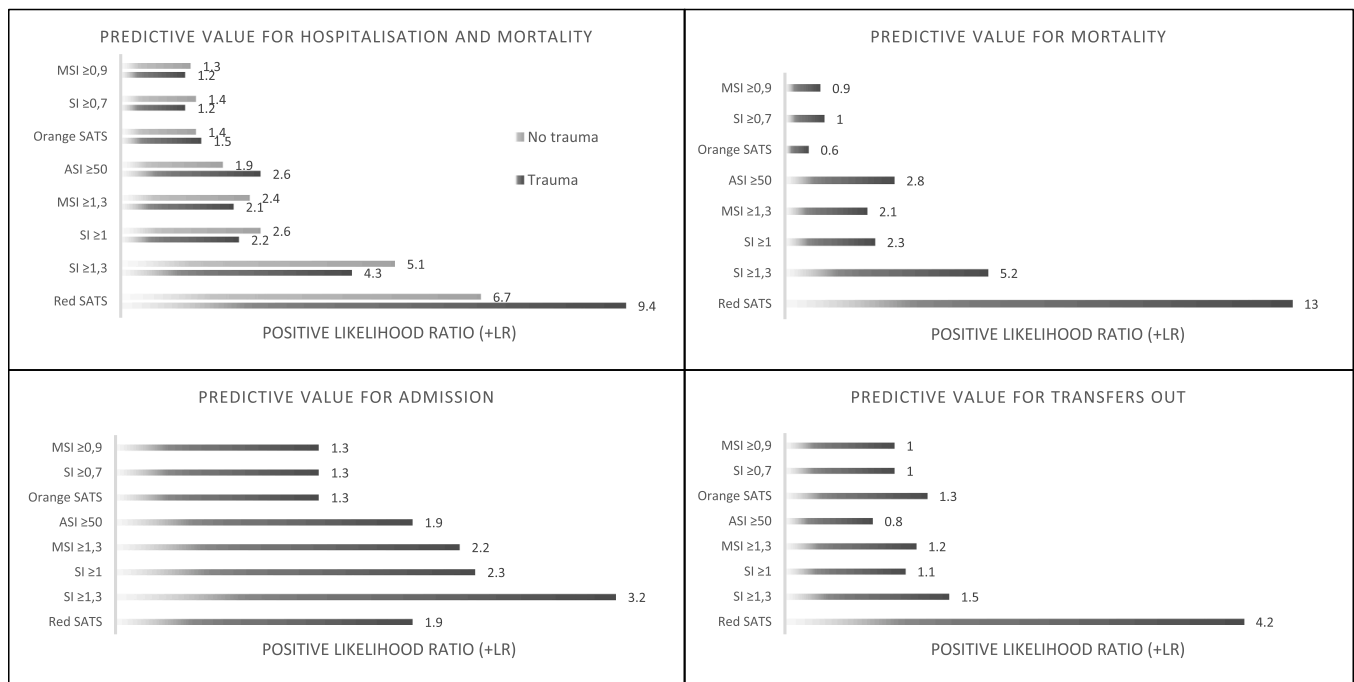 PREDICTIVE VALUE FOR HOSPITALISATION AND MORTALITY
MSI ≥0,9
1.3
1.2
SI ≥0,7
1.4
1.2
Orange SATS
1.4
1.5
ASI ≥50
1.9
2.6
MSI ≥1,3
2.4
2.1
SI ≥1
2.6
2.2
SI ≥1,3
5.1
4.3
Red SATS
6.7
9.4
No trauma
Trauma
POSITIVE LIKELIHOOD RATIO (+LR)
PREDICTIVE VALUE FOR MORTALITY
MSI ≥0,9 0.9
SI ≥0,7 1
Orange SATS 0.6
ASI ≥50 2.8
MSI ≥1,3 2.1
SI ≥1 2.3
SI ≥1,3 5.2
Red SATS 13
POSITIVE LIKELIHOOD RATIO (+LR)
PREDICTIVE VALUE FOR ADMISSION
MSI ≥0,9 1.3
SI ≥0,7 1.3
Orange SATS 1.3
ASI ≥50 1.9
MSI ≥1,3 2.2
SI ≥1 2.3
SI ≥1,3 3.2
Red SATS 1.9
POSITIVE LIKELIHOOD RATIO (+LR)
PREDICTIVE VALUE FOR TRANSFERS OUT
MSI ≥0,9 1
SI ≥0,7 1
Orange SATS 1.3
ASI ≥50 0.8
MSI ≥1,3 1.2
SI ≥1 1.1
SI ≥1,3 1.5
Red SATS 4.2
POSITIVE LIKELIHOOD RATIO (+LR)